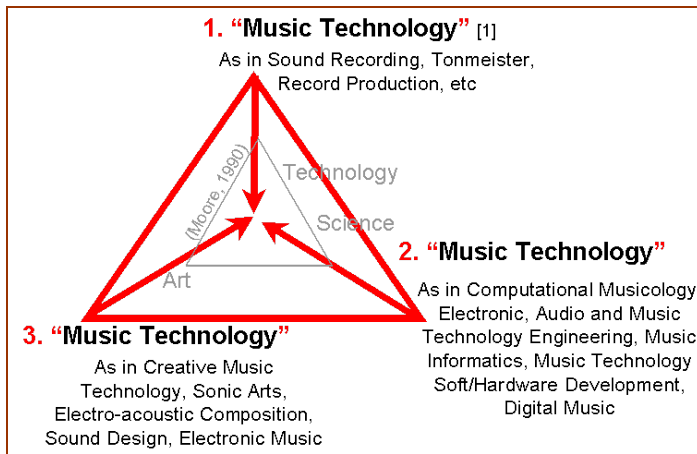 1. “Music Technology” [1]
As in Sound Recording, Tonmeister,
Record Production, etc
(Moore, 1990)
Technology
Science
Art
2. “Music Technology”
As in Computational Musicology
Electronic, Audio and Music
Technology Engineering, Music
Informatics, Music Technology
Soft/Hardware Development,
Digital Music
3. “Music Technology”
As in Creative Music
Technology, Sonic Arts,
Electro-acoustic Composition,
Sound Design, Electronic Music